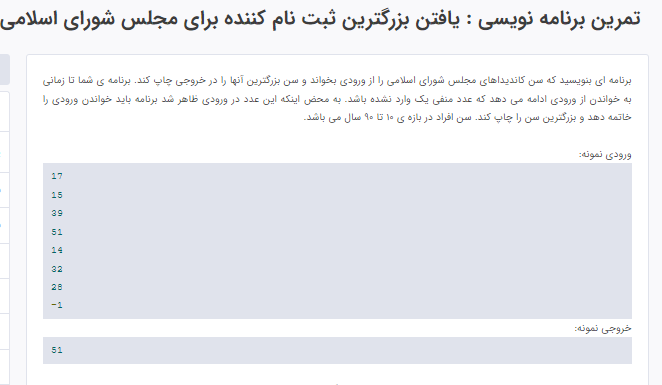 تمرین برنامه نویسی : یافتن بزرگترین ثبت نام کننده برای مجلس شورای اسلامی
برنامه ای بنویسید که سن کاندیداهای مجلس شورای اسلامی را از ورودی بخواند و سن بزرگترین آنها را در خروجی چاپ کند. برنامه ی شما تا زمانی
به خواندن از ورودی ادامه می دهد که عدد منفی یک وارد نشده باشد. به محض اینکه این عدد در ورودی ظاهر شد برنامه باید خواندن ورودی را
خاتمه دهد و بزرگترین سن را چاپ کند. سن افراد در بازه ی ۱۰ تا ۹۰ سال می باشد.
ورودی نمونه:
17
15
39
51
14
32
28
-1
خروجی نمونه:
51